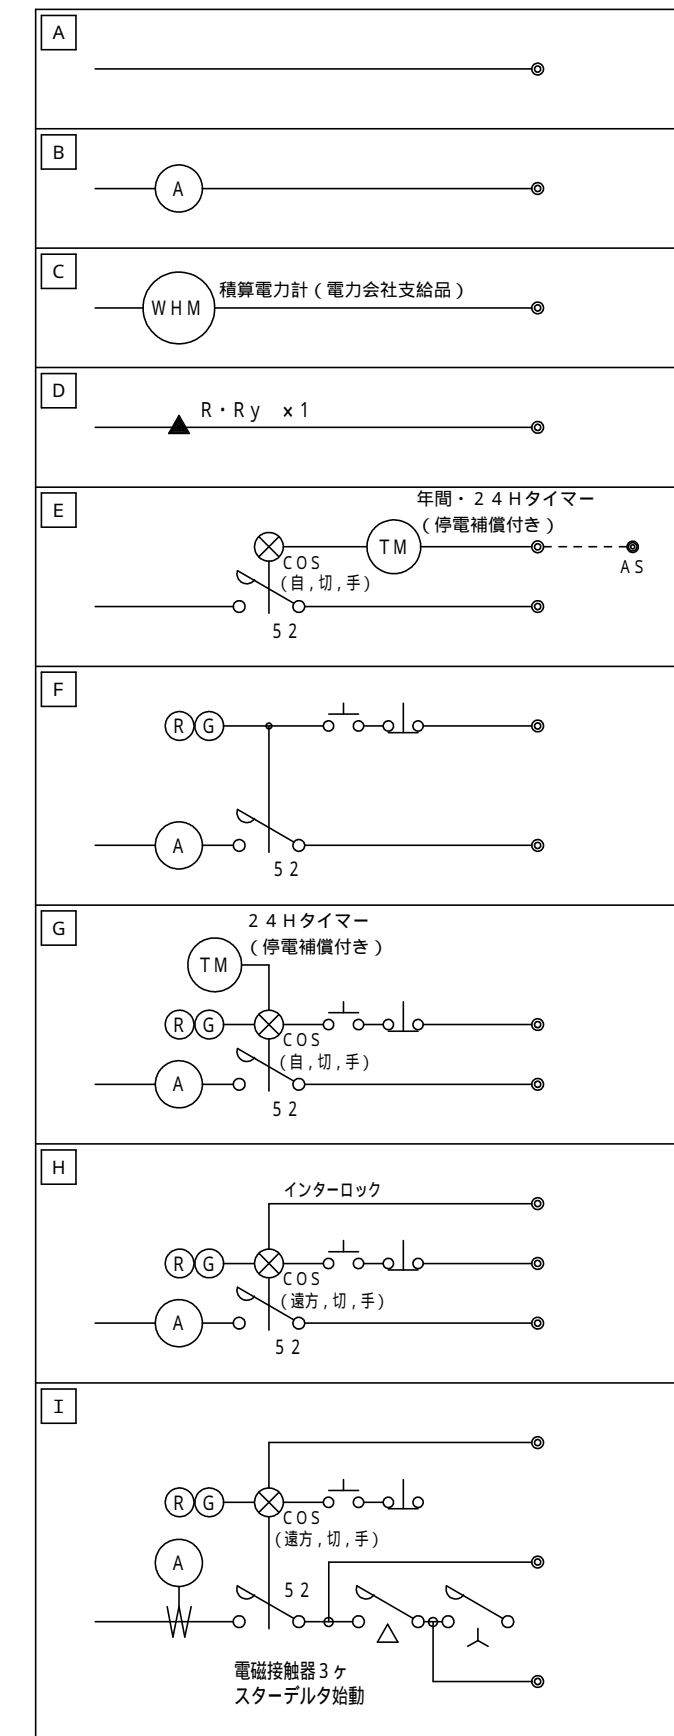 A
B
A
C
WHM
積算電力計(電力会社支給品)
D
R・Ry ×1
E
年間・24Hタイマー
(停電補償付き)
TM
AS
COS
(自,切,手)
52
F
R G
A
52
G
24Hタイマー
(停電補償付き)
TM
R G
COS
(自,切,手)
A
52
H
インターロック
R G
COS
(遠方,切,手)
A
52
I
R G
COS
(遠方,切,手)
A
52
電磁接触器3ヶ
スターデルタ始動